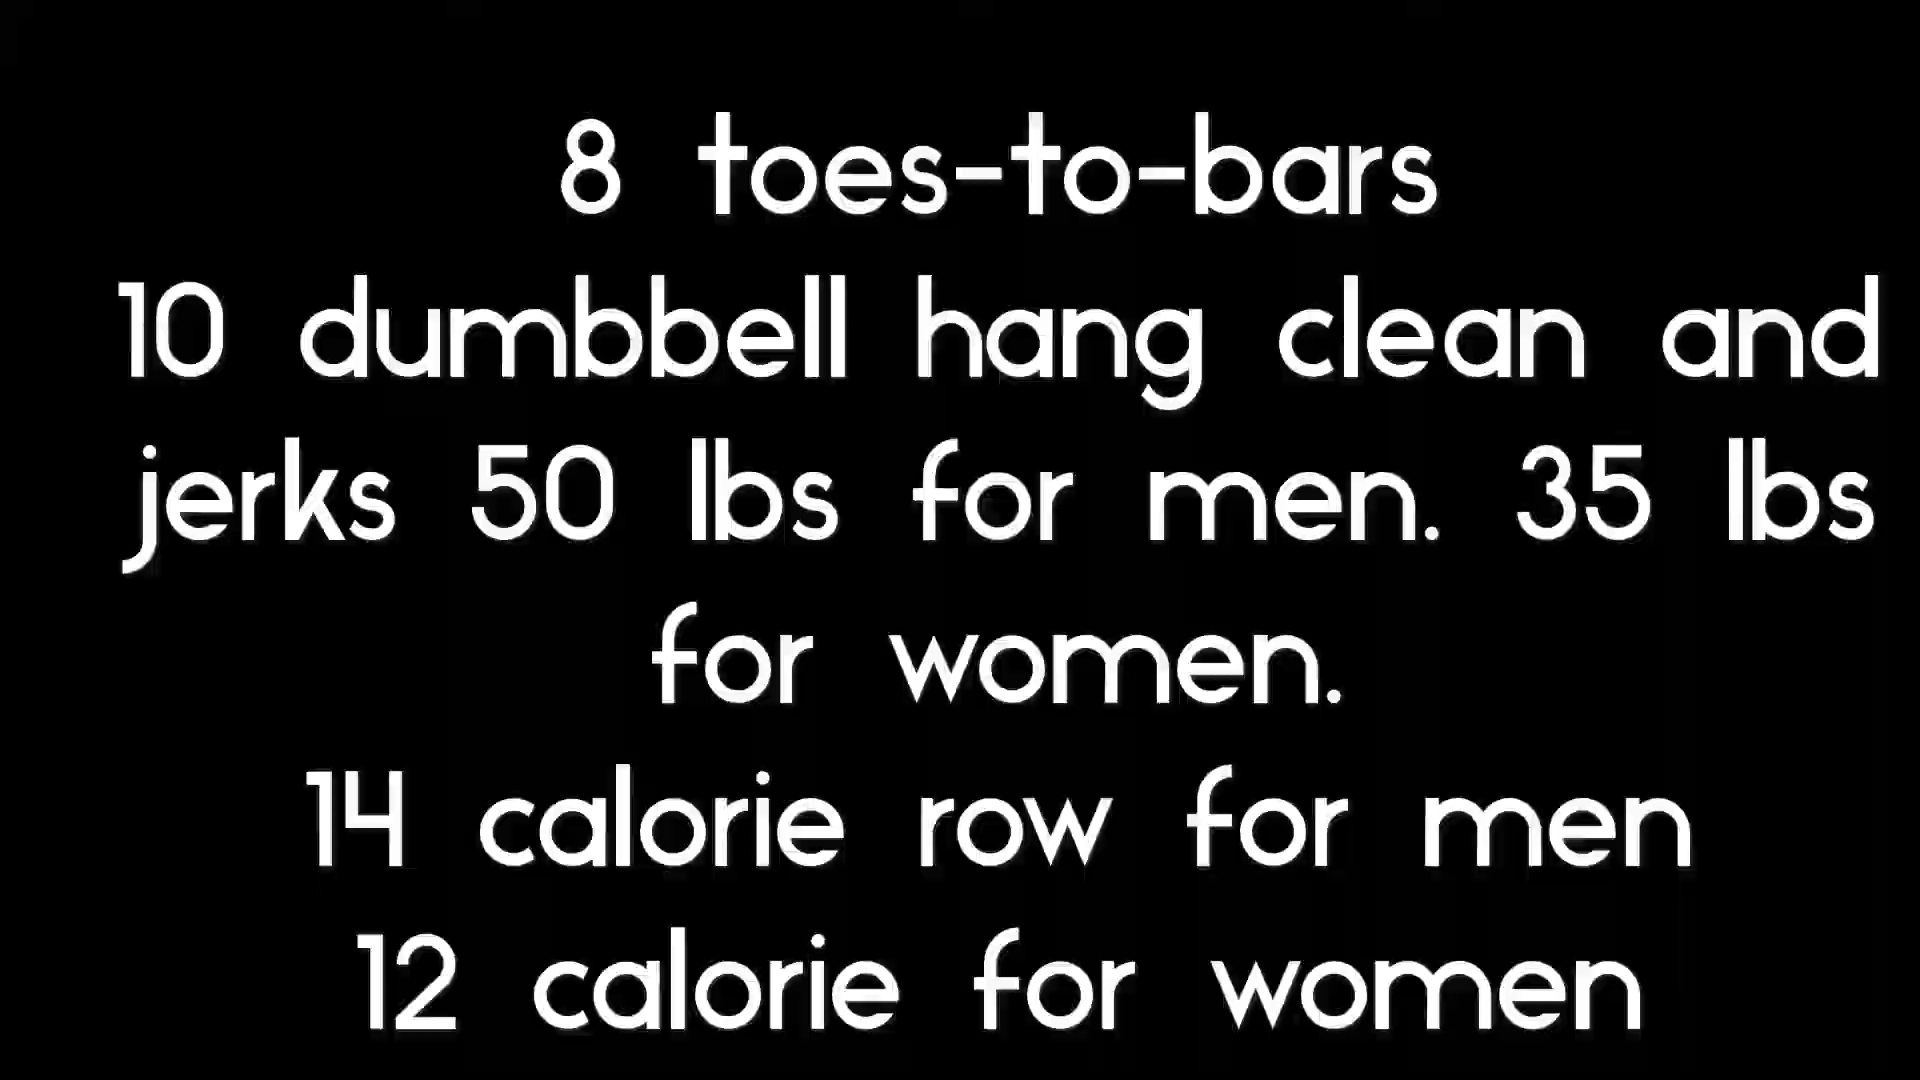 8 toes-to-bars
10 dumbbell hang clean and
jerks 50 lbs for men. 35 lbs
for women.
14 calorie row for men
12 calorie for women